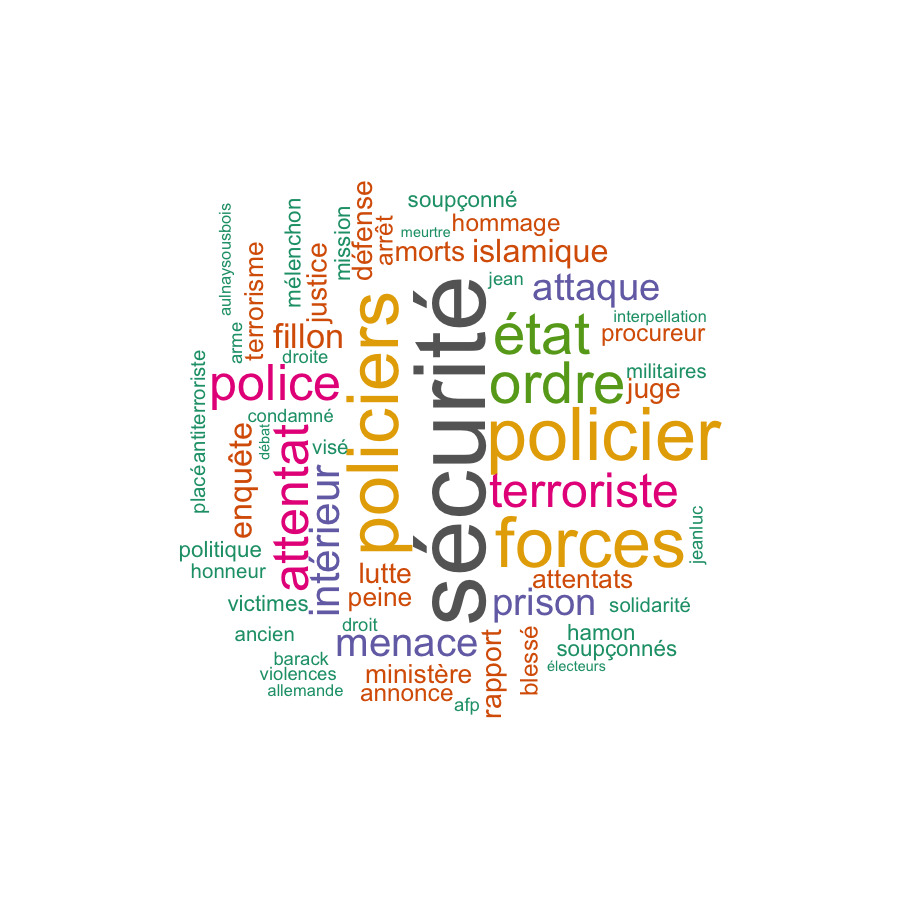 soupçonné
hommage
meurtre
défense
arrêt
mission
mélenchon
aulnaysousbois
morts
islamique
justice
terrorisme
jean
attaque
interpellation
procureur
fillon
arme
droite
policiers
sécurité
état
ordre
militaires
juge
police
placé
antiterroriste
condamné
débat
visé
policier
attentat
enquête
intérieur
terroriste
forces
jeanluc
politique
honneur
lutte
peine
attentats
victimes
prison
solidarité
droit
ancien
menace
hamon
soupçonnés
électeurs
rapport
blessé
barack
violences
allemande
ministère
annonce
afp